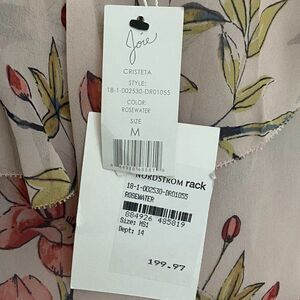 Joie
CRISTETA
STYLE:
18-1-002530-DR01055
COLOR:
ROSEWATER
SIZE
M
NORDSTROM rack
18-1-002530-DR01055
ROSEWATER
884926 485819
Size: MS1
Dept: 14
199.97